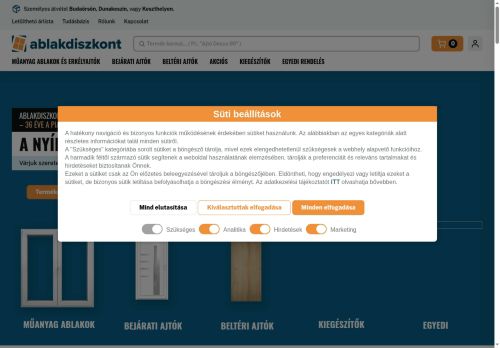 Személyes átvétel Budaörsön, Dunakeszin, vagy Keszthelyen.
Letölthető árlista Tudásbázis Rólunk Kapcsolat
ablakdiszkont
Termék keresé... ( Pl.: "Ajtó Decco 90" )
0
MŰANYAG ABLAKOK ÉS ERKÉLYAJTÓK BEJÁRATI AJTÓK BELTÉRI AJTÓK AKCIÓS KIEGÉSZÍTŐK EGYEDI RENDELÉS
ABLAKDISZKO
– 36 ÉVE A PI
A NYÍ
Várjuk szerete
Termék
Süti beállítások
A hatékony navigáció és bizonyos funkciók működésének érdekében sütiket használunk. Az alábbiakban az egyes kategóriák alatt
részletes információkat talál minden sütiről.
A "Szükséges" kategóriába sorolt sütiket a böngésző tárolja, mivel ezek elengedhetetlenül szükségesek a webhely alapvető funkcióihoz.
A harmadik féltől származó sütik segítenek a weboldal használatának elemzésében, tárolják a preferenciáit és releváns tartalmakat és
hirdetéseket biztosítanak Önnek.
Ezeket a sütiket csak az Ön előzetes beleegyezésével tároljuk a böngészőjében. Eldöntheti, hogy engedélyezi vagy letiltja ezeket a
sütiket, de bizonyos sütik letiltása befolyásolhatja a böngészési élményt. Az adatkezelési tájékoztatót ITT olvashatja bővebben.
Mind elutasítása Kiválasztottak elfogadása Minden elfogadása
Szükséges Analitika Hirdetések Marketing
MŰANYAG ABLAKOK BEJÁRATI AJTÓK BELTÉRI AJTÓK KIEGÉSZÍTŐK EGYEDI